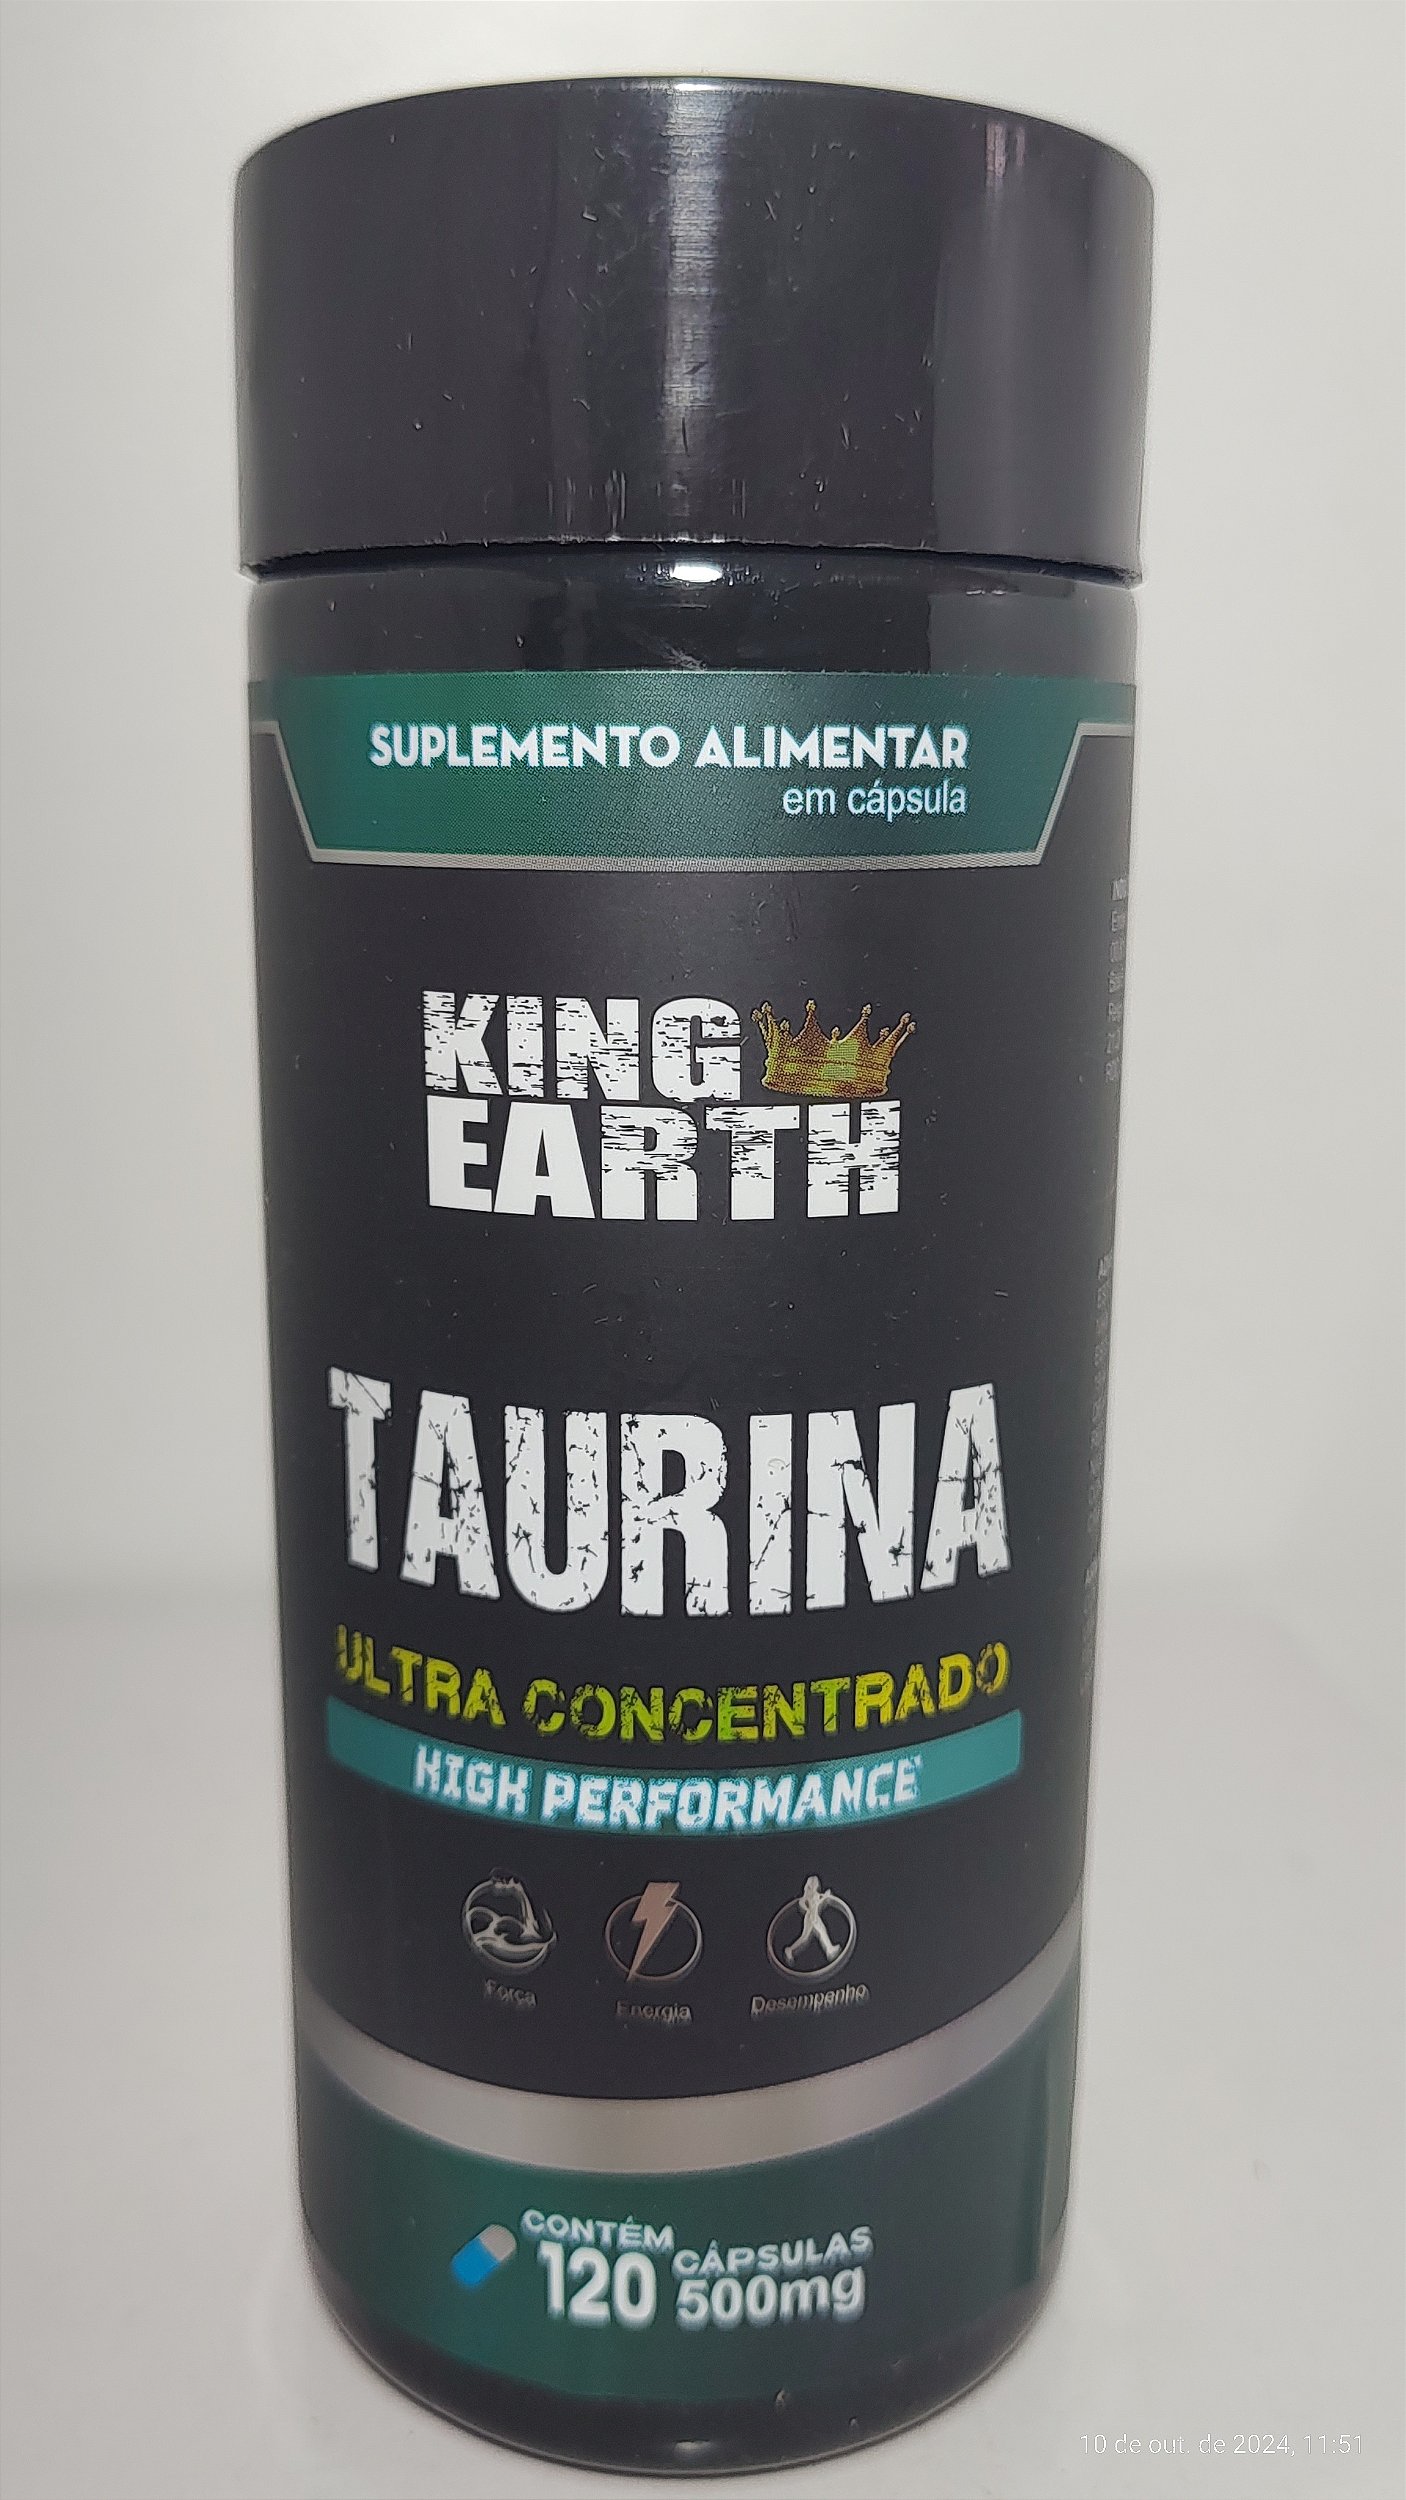 SUPLEMENTO ALIMENTAR
em cápsula
KING
EARTH
TAURINA
ULTRA CONCENTRADO
HIGH PERFORMANCE
Força Energia Desempenho
CONTÉM
120 CÁPSULAS
500mg
10 de out. de 2024, 11:51